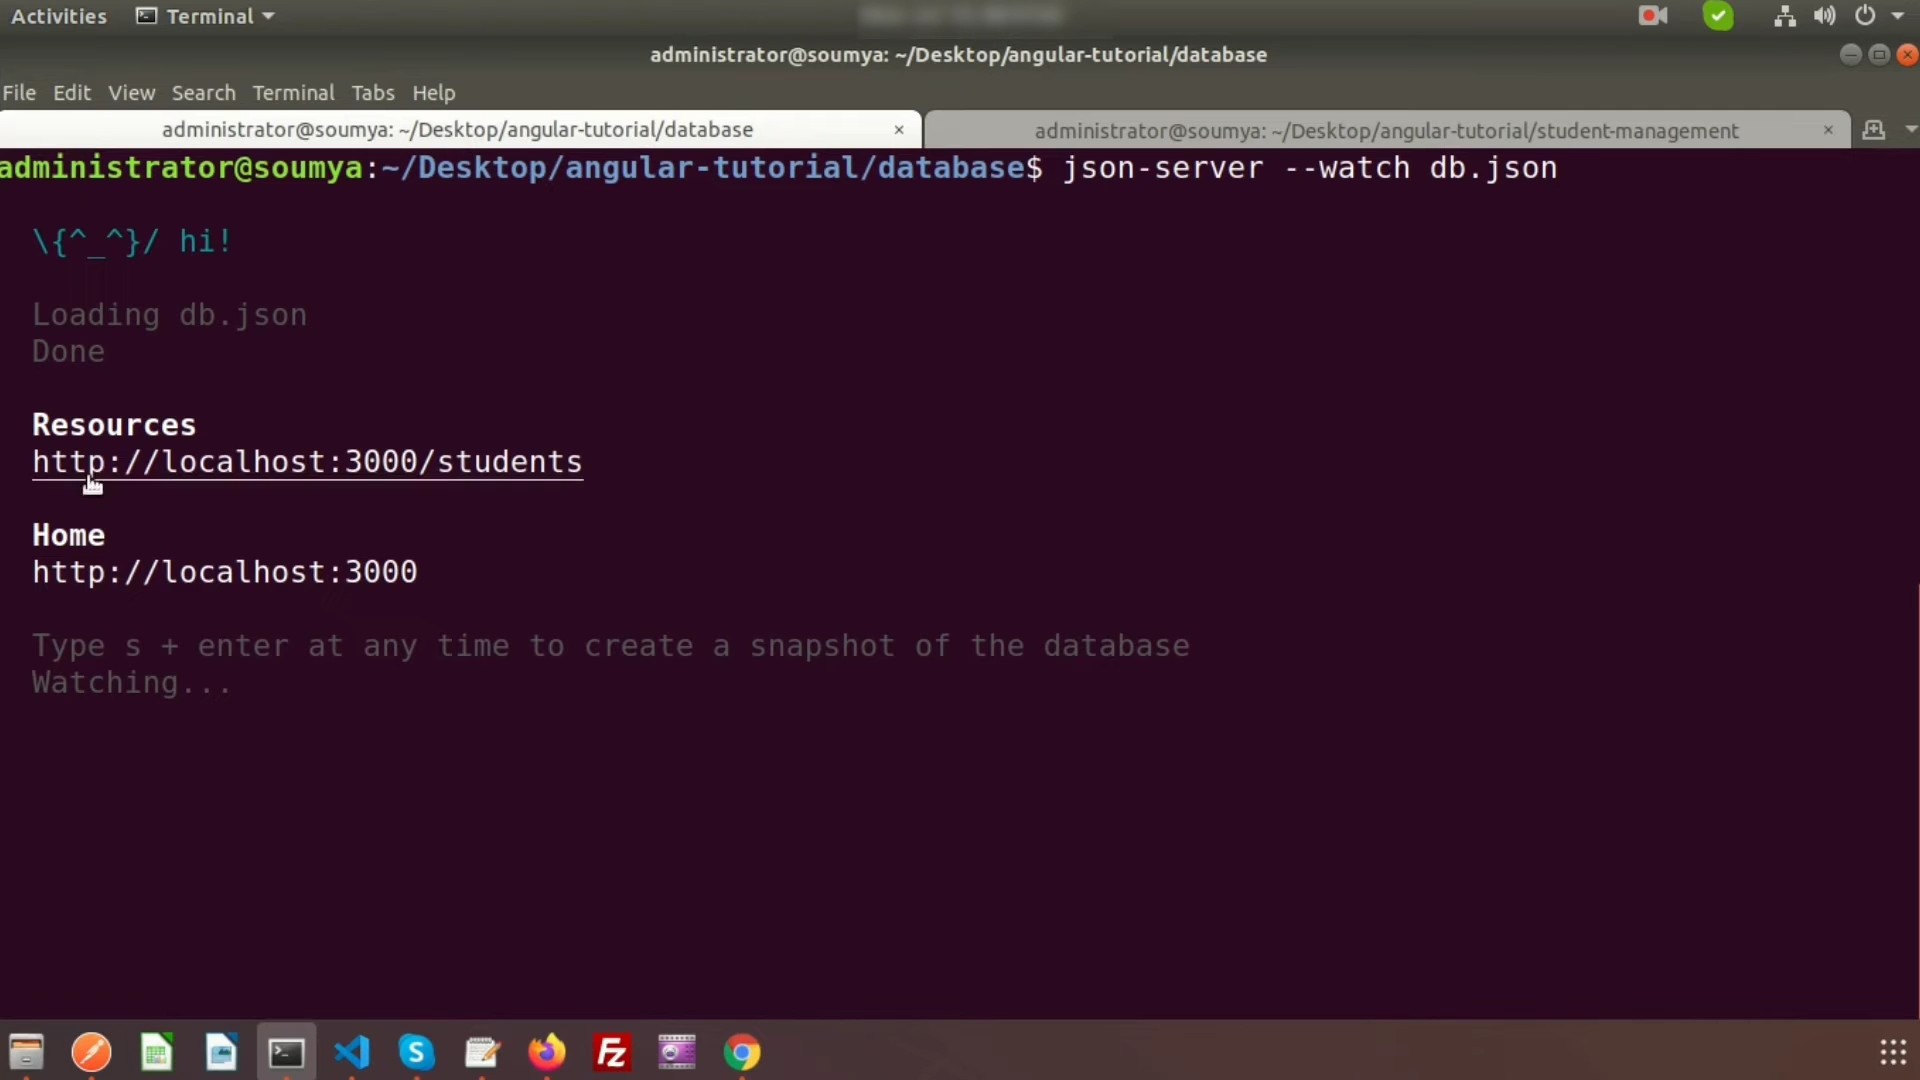 Activities Terminal
administrator@soumya: ~/Desktop/angular-tutorial/database
File Edit View Search Terminal Tabs Help
administrator@soumya: ~/Desktop/angular-tutorial/database × administrator@soumya: ~/Desktop/angular-tutorial/student-management ×
administrator@soumya:~/Desktop/angular-tutorial/database$ json-server --watch db.json
\{^_^}/ hi!
Loading db.json
Done
Resources
http://localhost:3000/students
Home
http://localhost:3000
Type s + enter at any time to create a snapshot of the database
Watching...